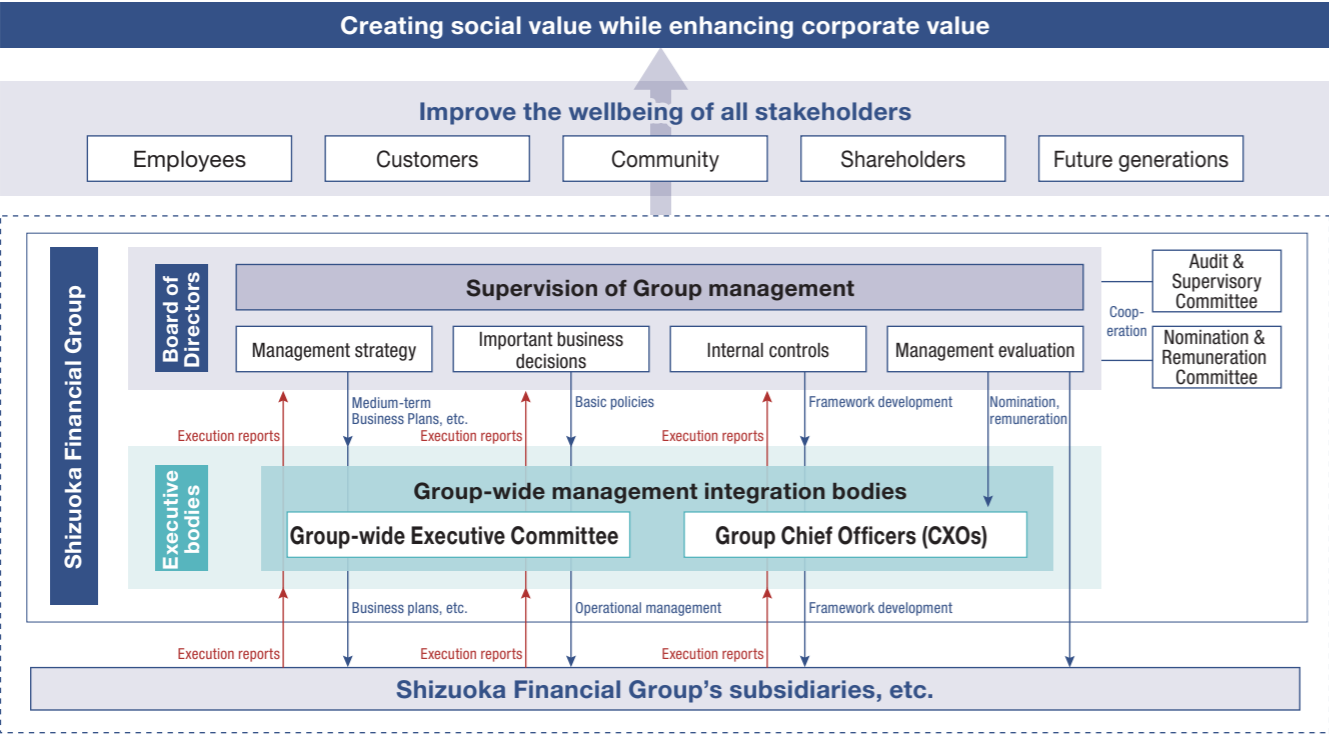 Creating social value while enhancing corporate value
Improve the wellbeing of all stakeholders
Employees
Customers
Community
Shareholders
Future generations
Shizuoka Financial Group
Board of
Directors
Supervision of Group management
Management strategy
Important business
decisions
Internal controls
Management evaluation
Coop-
eration
Audit &
Supervisory
Committee
Nomination &
Remuneration
Committee
Execution reports
Medium-term
Business Plans, etc.
Execution reports
Basic policies
Execution reports
Framework development
Nomination,
remuneration
Executive
bodies
Group-wide management integration bodies
Group-wide Executive Committee
Group Chief Officers (CXOs)
Execution reports
Business plans, etc.
Execution reports
Operational management
Execution reports
Framework development
Shizuoka Financial Group's subsidiaries, etc.